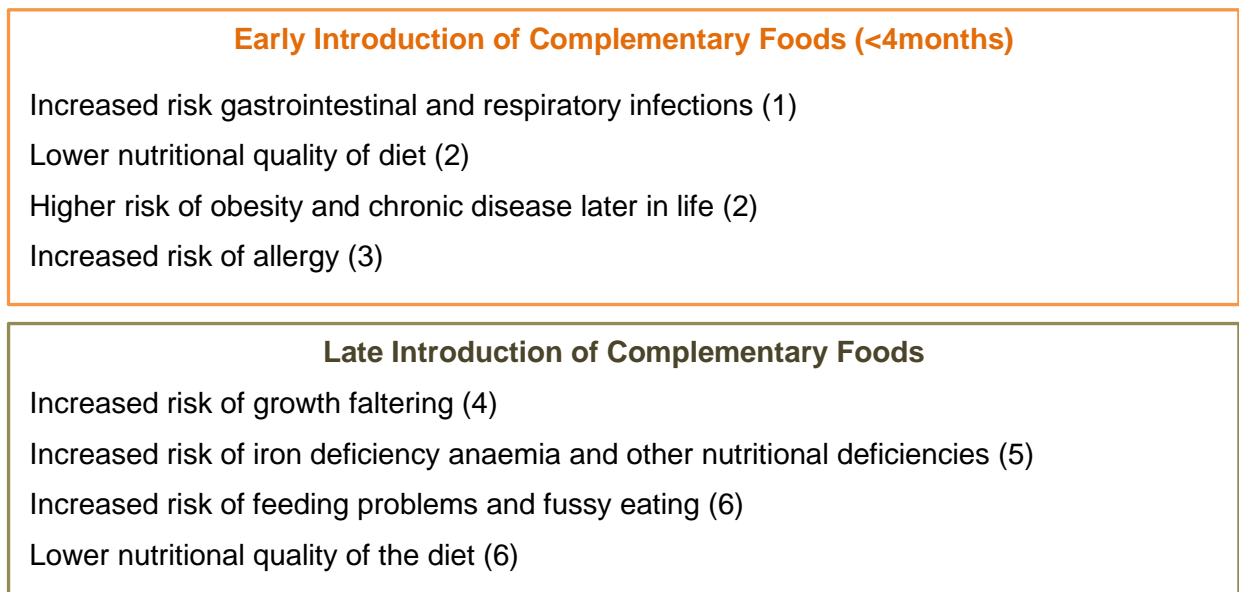 Early Introduction of Complementary Foods (<4months)
Increased risk gastrointestinal and respiratory infections (1)
Lower nutritional quality of diet (2)
Higher risk of obesity and chronic disease later in life (2)
Increased risk of allergy (3)
Late Introduction of Complementary Foods
Increased risk of growth faltering (4)
Increased risk of iron deficiency anaemia and other nutritional deficiencies (5)
Increased risk of feeding problems and fussy eating (6)
Lower nutritional quality of the diet (6)